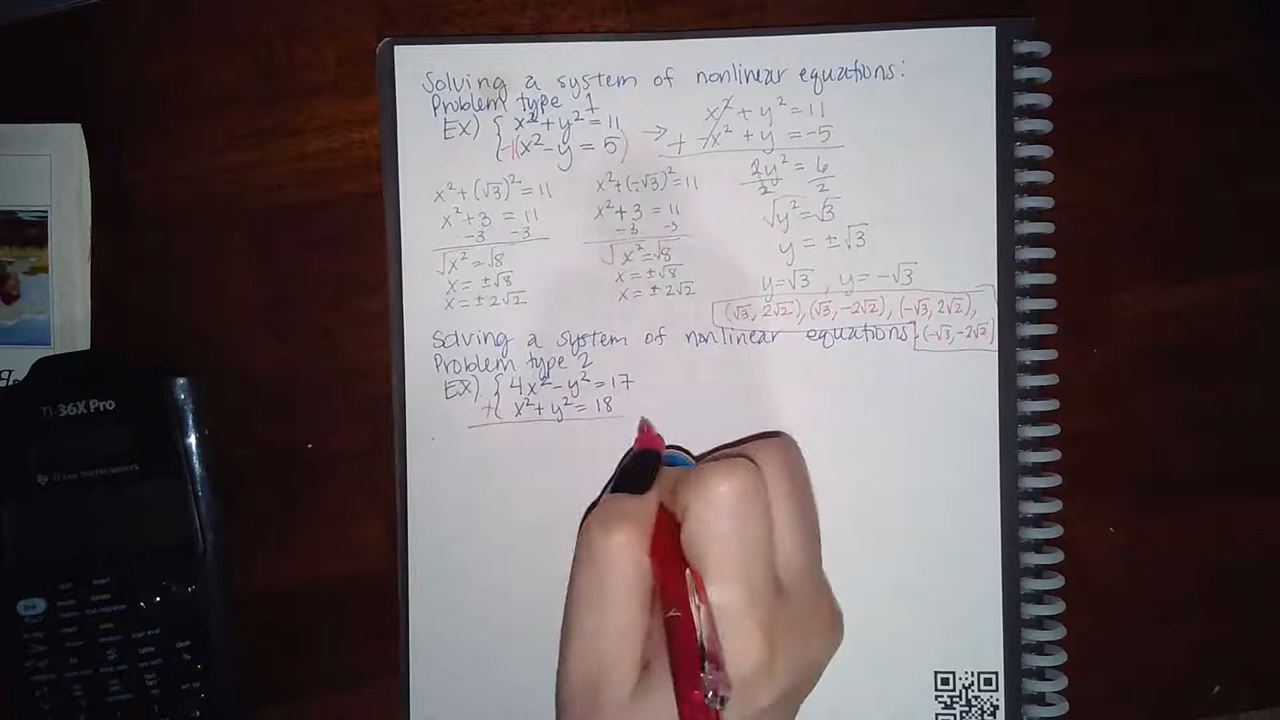 Solving a system of nonlinear equations:
Problem type 1
Ex) { x²+y²=11
-1(x²-y = 5)
→ x²+y²=11
+ -x²+y =-5
2y²=6
2 2
√y²=√3
y = ±√3
y=√3, y=-√3
x²+(√3)²=11
x²+3 =11
-3 -3
√x²=√8
x= ±√8
x= ±2√2
x²+(-√3)²=11
x²+3 =11
-3 -3
√x²=√8
x=±√8
x= ±2√2
(√3, 2√2),(√3,-2√2), (-√3, 2√2),
(-√3,-2√2)
Solving a system of nonlinear equations:
Problem type 2
EX) { 4x²-y²=17
+ x²+y²= 18
TI-36X Pro
TEXAS INSTRUMENTS